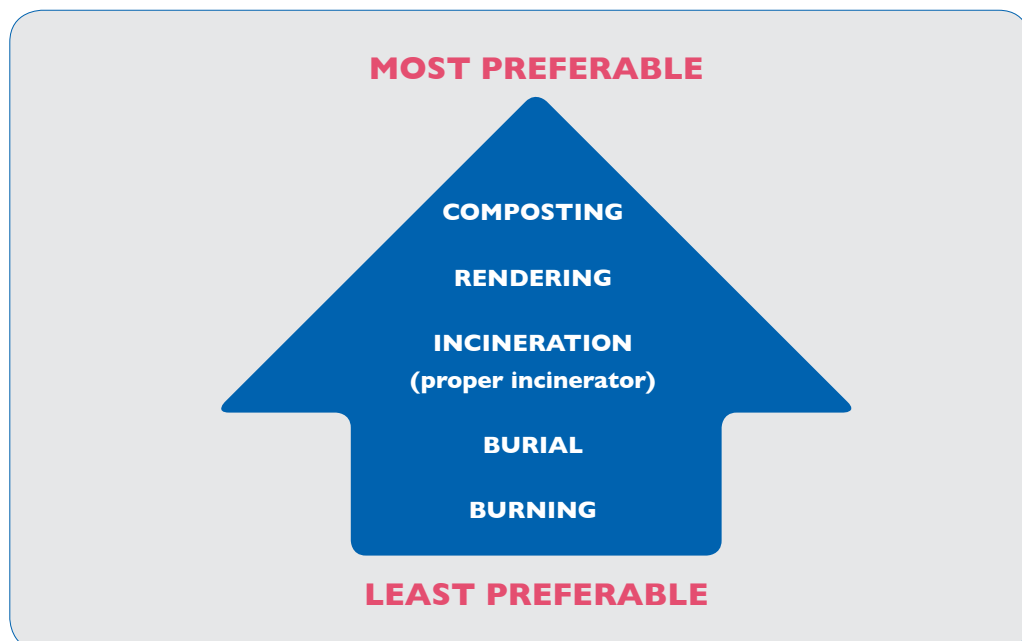 MOST PREFERABLE
COMPOSTING
RENDERING
INCINERATION
(proper incinerator)
BURIAL
BURNING
LEAST PREFERABLE